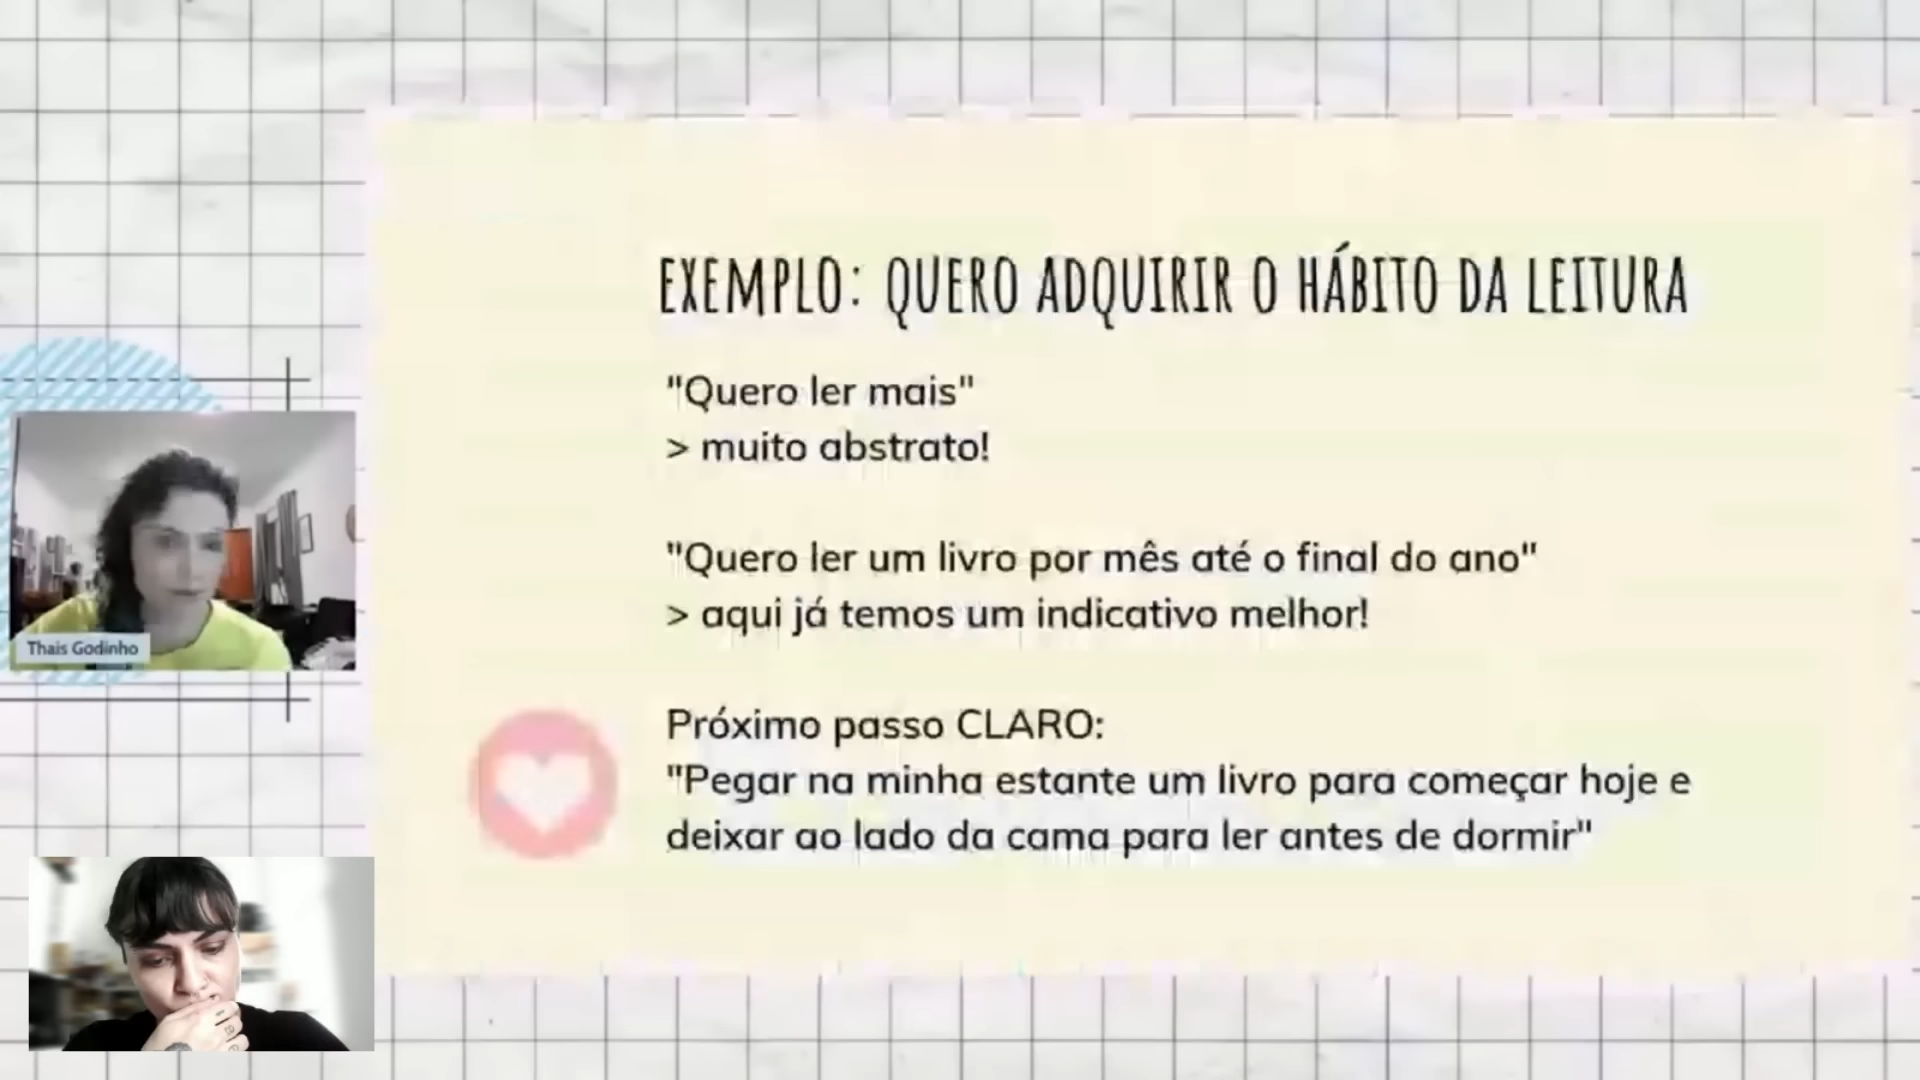 EXEMPLO: QUERO ADQUIRIR O HÁBITO DA LEITURA
"Quero ler mais"
> muito abstrato!
"Quero ler um livro por mês até o final do ano"
> aqui já temos um indicativo melhor!
Próximo passo CLARO:
"Pegar na minha estante um livro para começar hoje e
deixar ao lado da cama para ler antes de dormir"
Thais Godinho